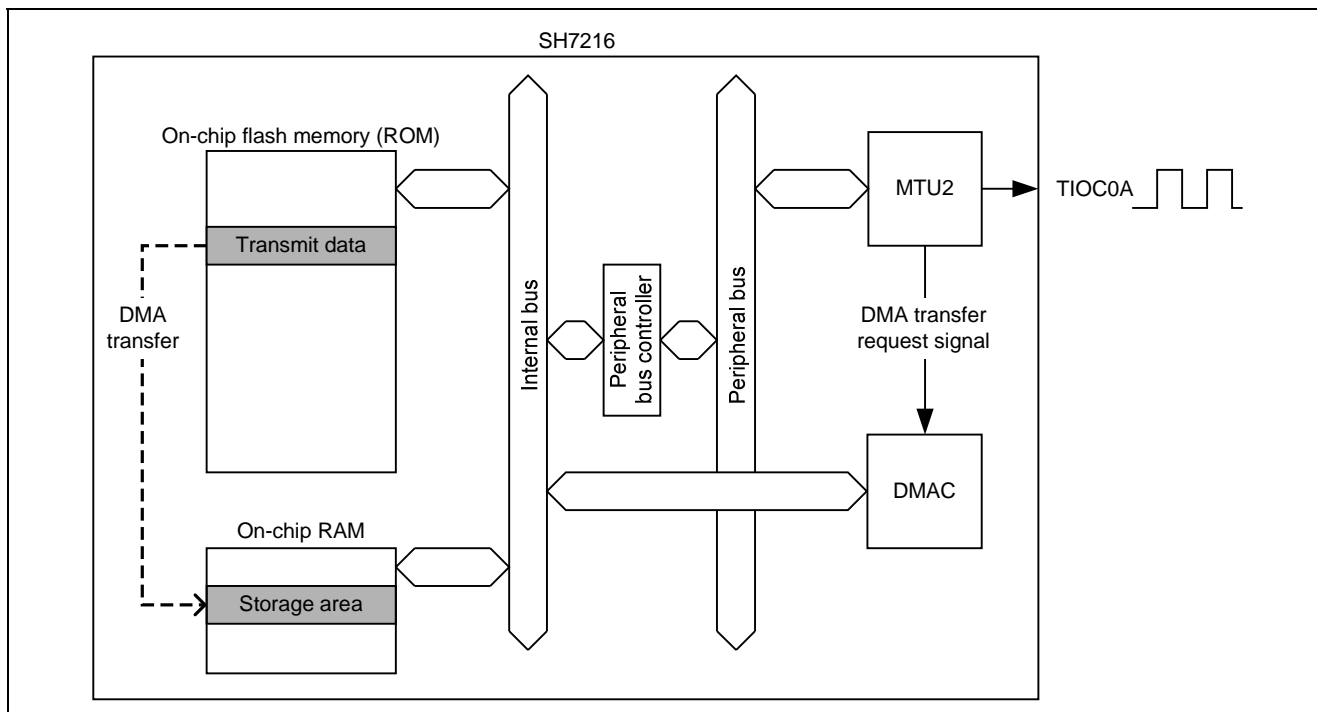 SH7216
On-chip flash memory (ROM)
Transmit data
DMA
transfer
On-chip RAM
Storage area
Internal bus
Peripheral
bus controller
Peripheral bus
MTU2
TIOC0A
DMA transfer
request signal
DMAC